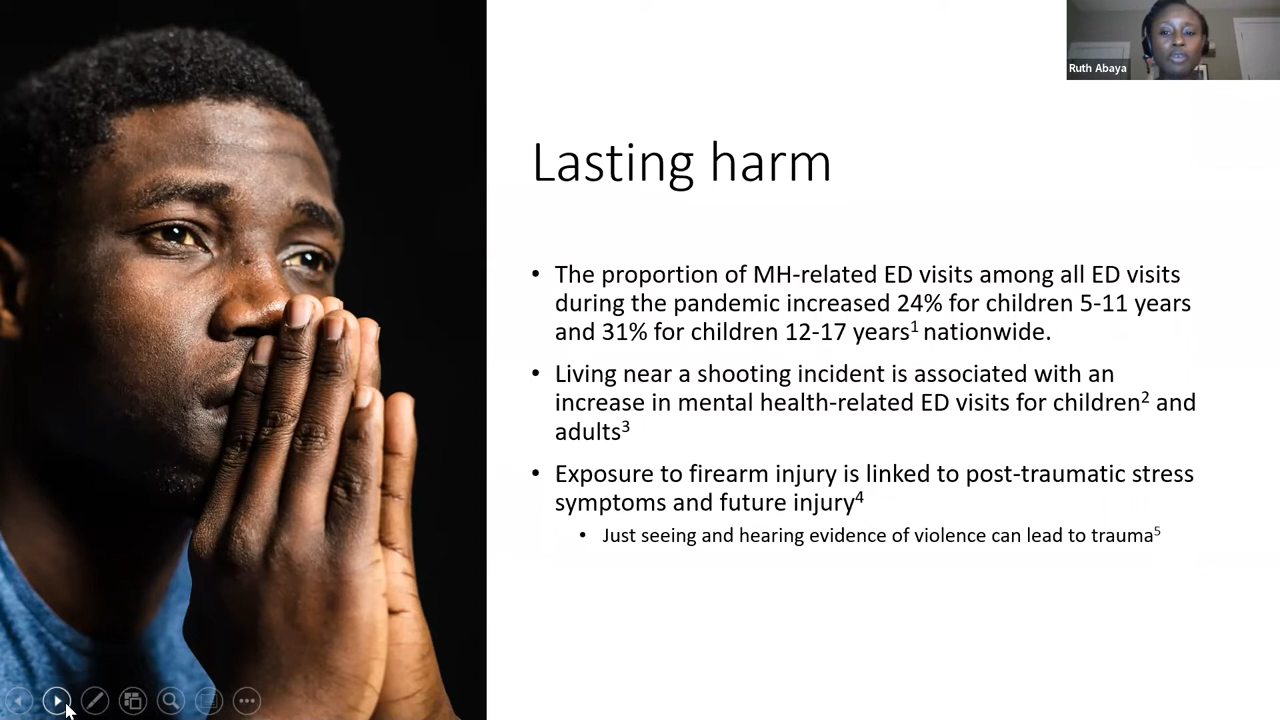 Ruth Abaya
Lasting harm
• The proportion of MH-related ED visits among all ED visits
during the pandemic increased 24% for children 5-11 years
and 31% for children 12-17 years¹ nationwide.
• Living near a shooting incident is associated with an
increase in mental health-related ED visits for children² and
adults³
• Exposure to firearm injury is linked to post-traumatic stress
symptoms and future injury⁴
• Just seeing and hearing evidence of violence can lead to trauma⁵